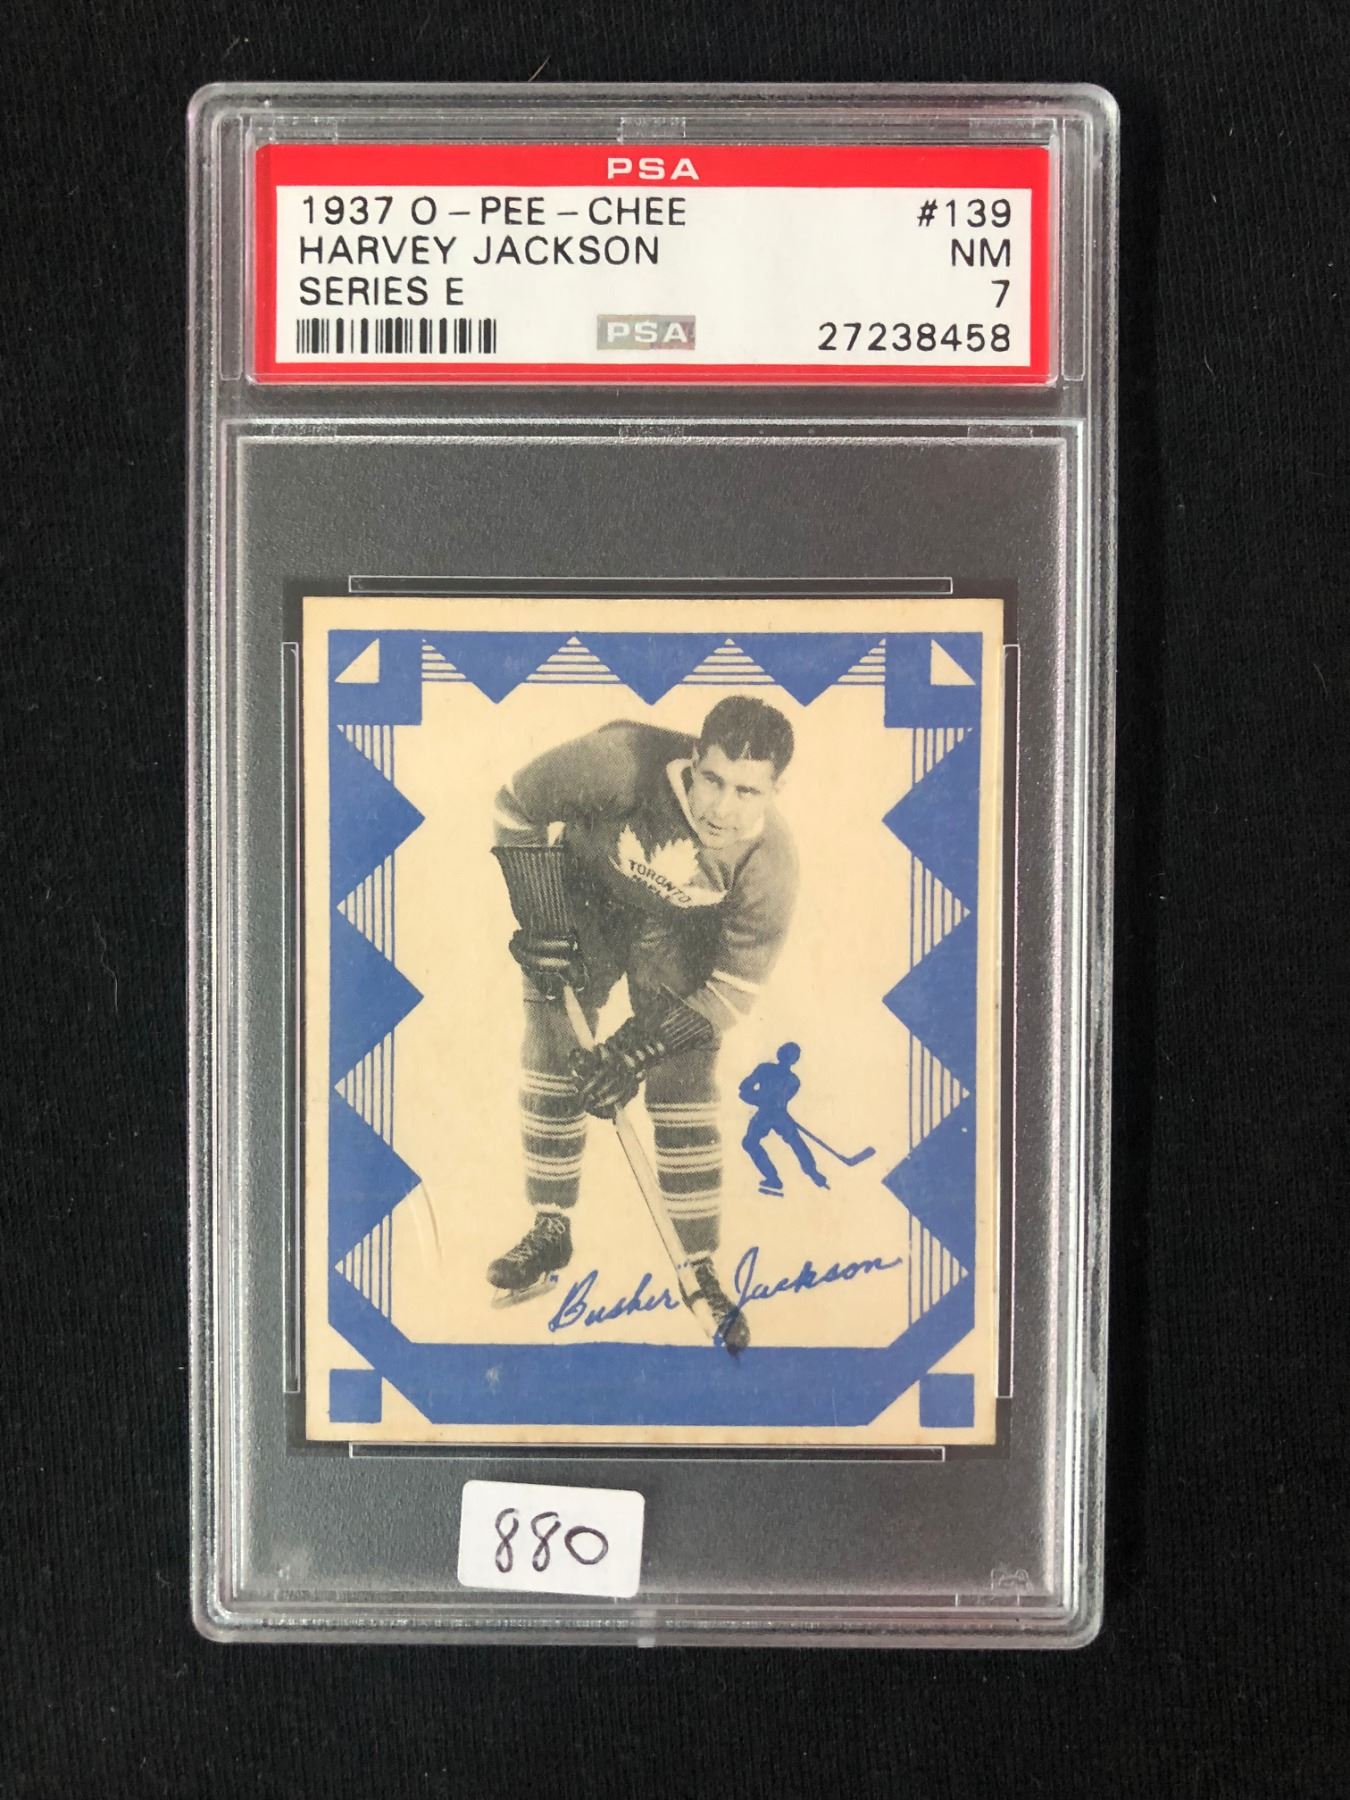 PSA
1937 O-PEE-CHEE #139
HARVEY JACKSON NM
SERIES E 7
PSA 27238458
TORONTO
"Busher" Jackson
880